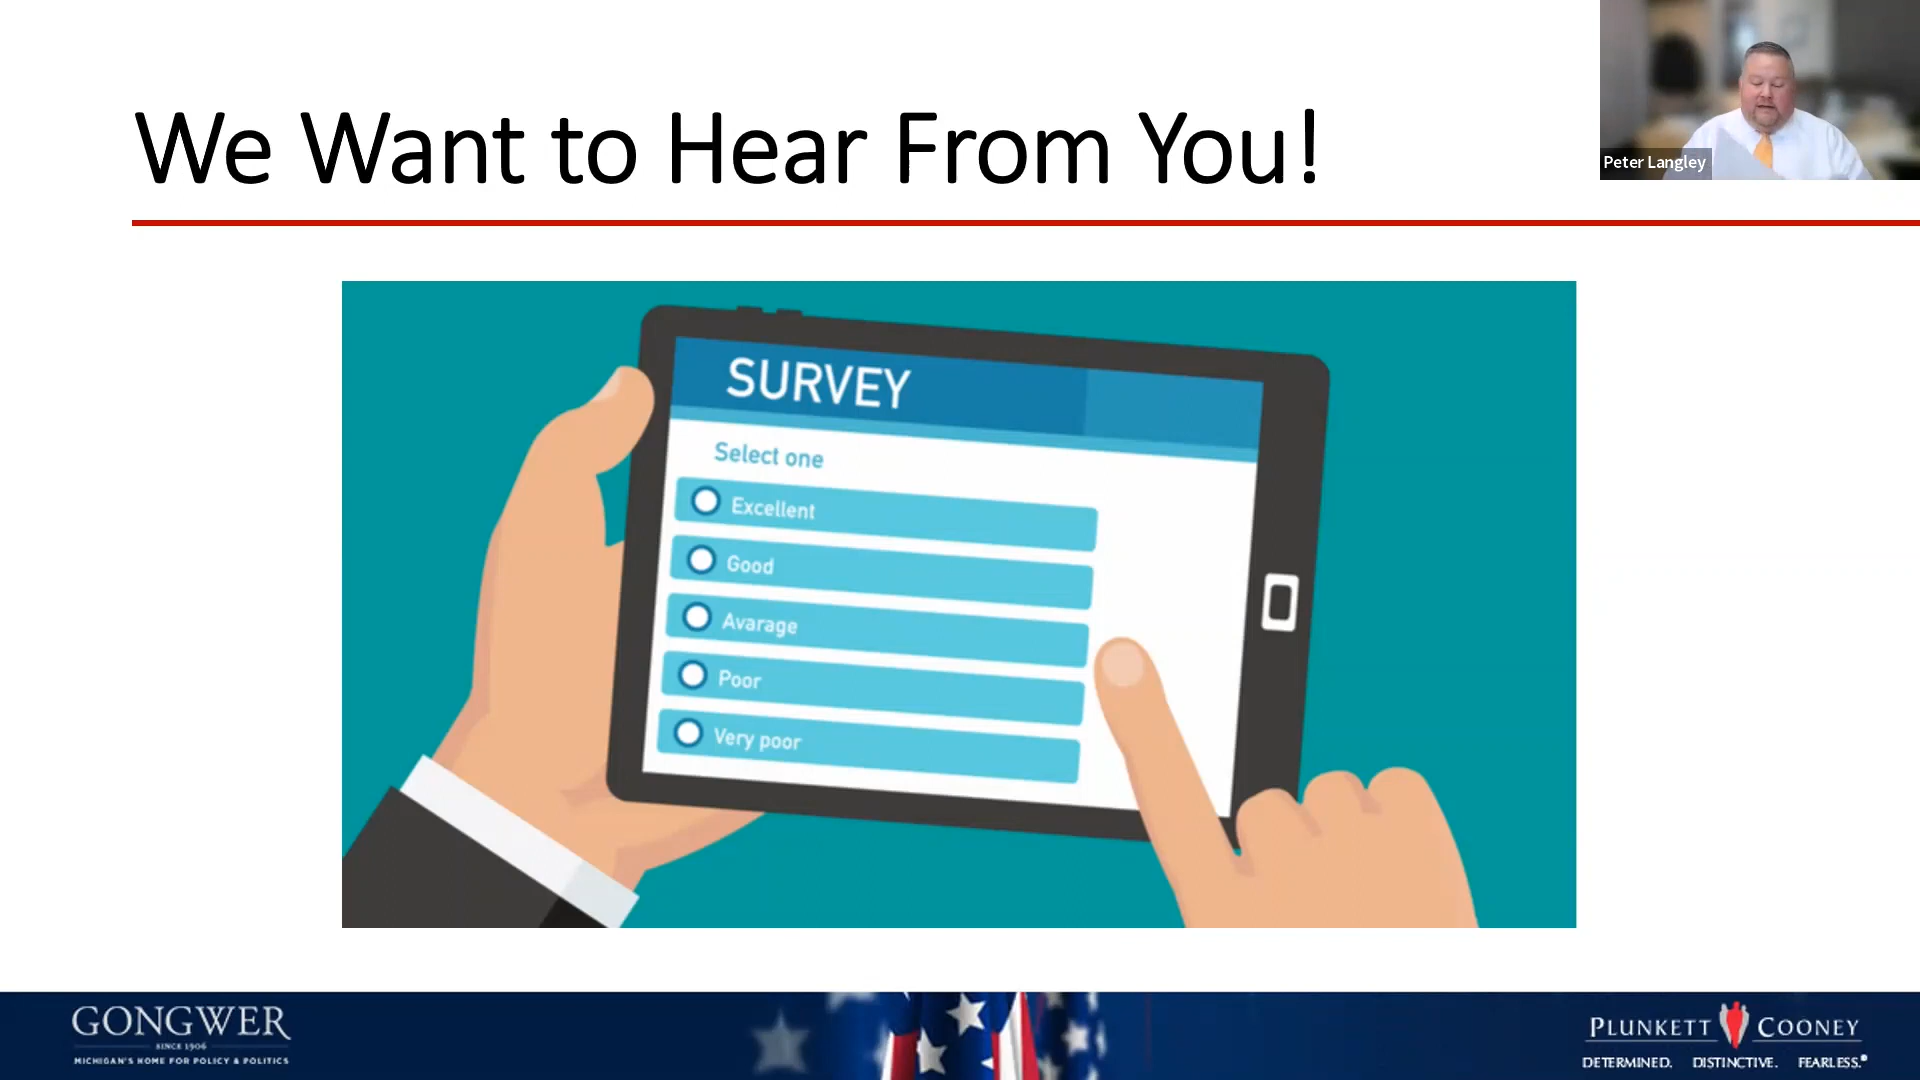 We Want to Hear From You!
Peter Langley
SURVEY
Select one
Excellent
Good
Avarage
Poor
Very poor
GONGWER
SINCE 1906
MICHIGAN'S HOME FOR POLICY & POLITICS
PLUNKETT COONEY
DETERMINED. DISTINCTIVE. FEARLESS.®